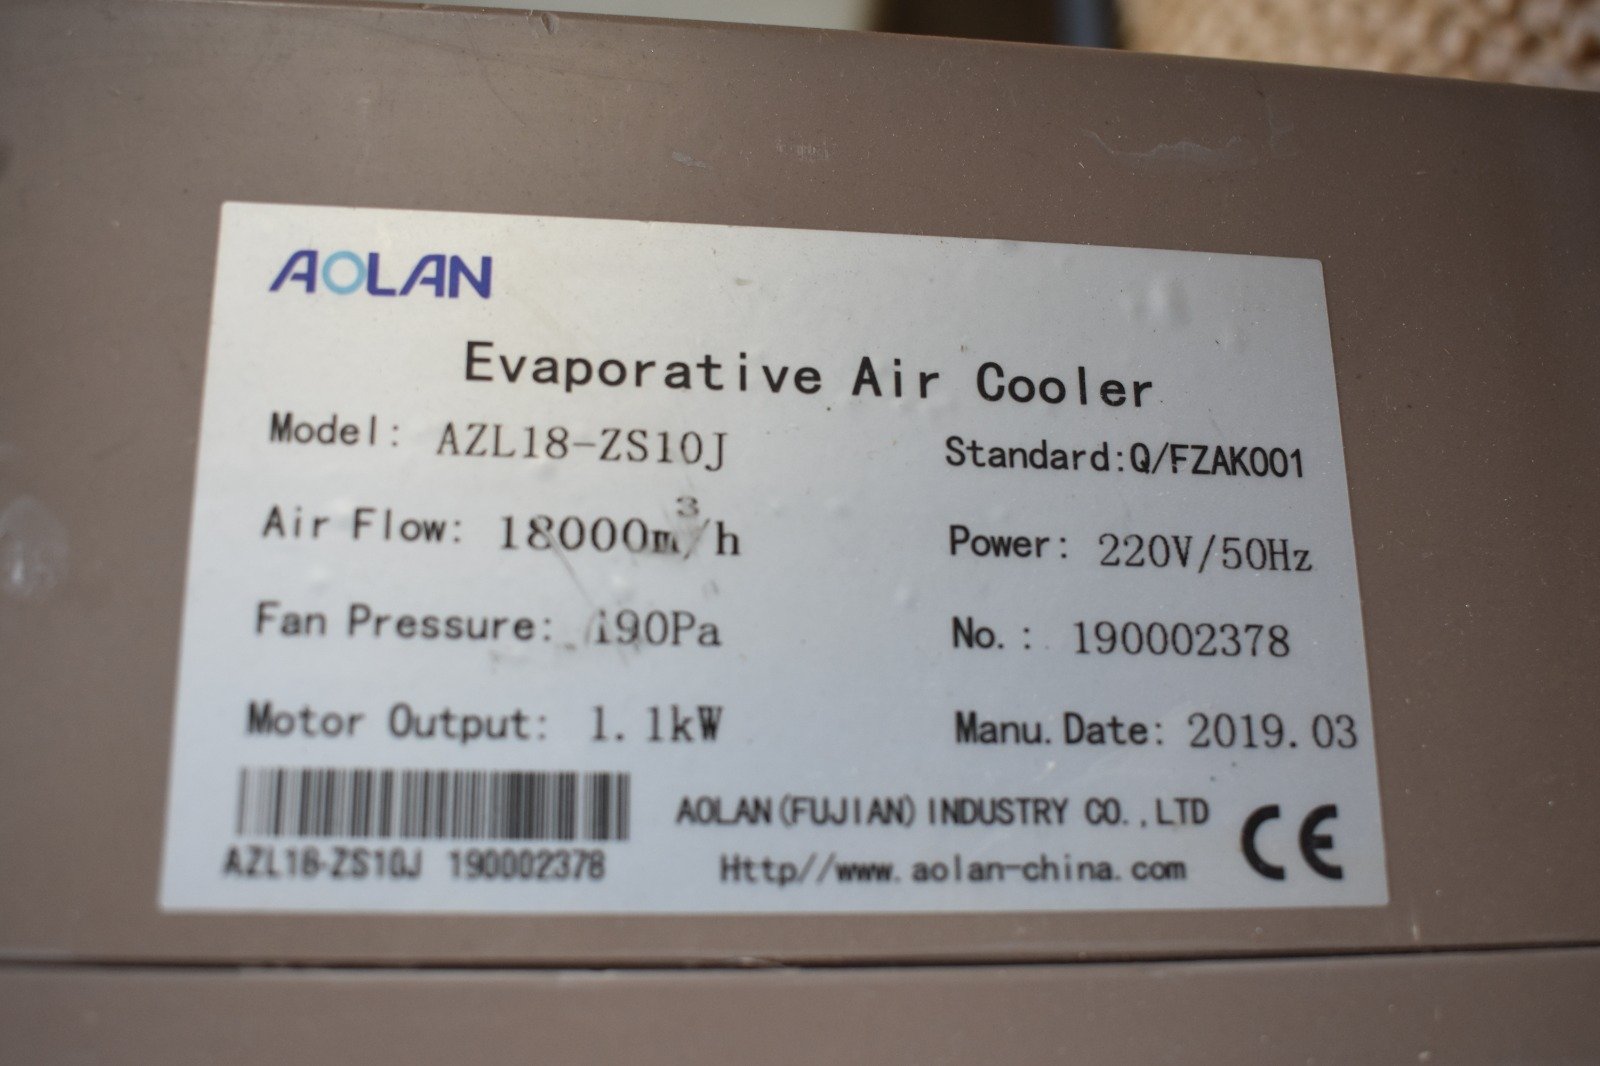 AOLAN
Evaporative Air Cooler
Model: AZL18-ZS10J Standard:Q/FZAK001
Air Flow: 18000m³/h Power: 220V/50Hz
Fan Pressure: 190Pa No.: 190002378
Motor Output: 1.1kW Manu.Date: 2019.03
AOLAN(FUJIAN)INDUSTRY CO.,LTD
AZL18-ZS10J 190002378 Http//www.aolan-china.com
CE